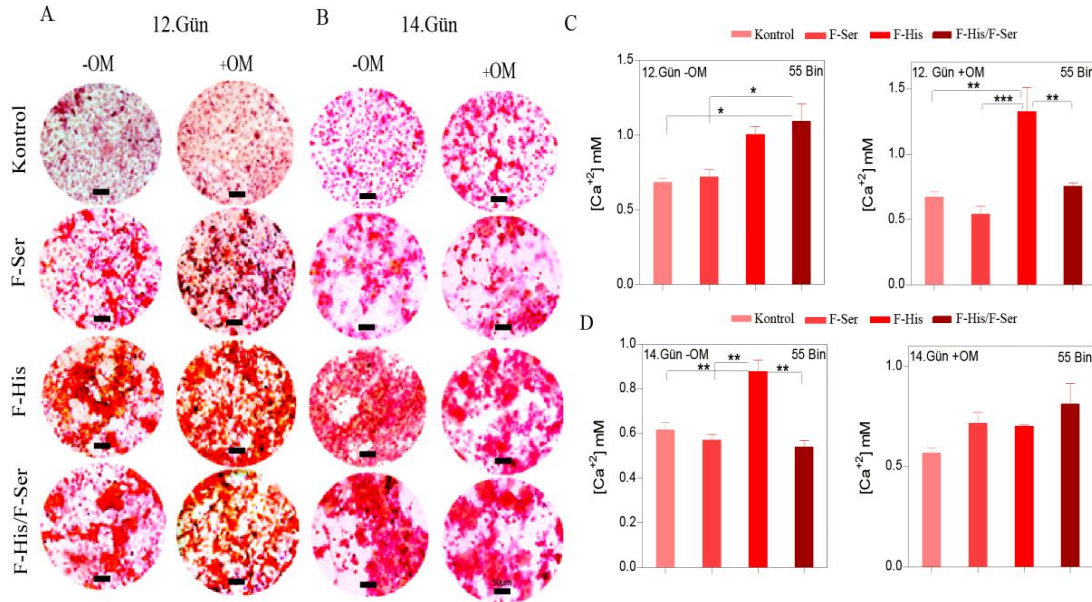 A.
12.Gün
B
14.Gün
-OM
+OM
-OM
+OM
Kontrol
F-Ser
F-His
F-His/F-Ser
50µm
C
Kontrol F-Ser F-His F-His/F-Ser
12.Gün -OM 55 Bin
[Ca+2] mM
1.5
1.0
0.5
0.0
*
*
12. Gün +OM 55 Bin
[Ca+2] mM
1.5
1.0
0.5
0.0
**
***
**
D
Kontrol F-Ser F-His F-His/F-Ser
14.Gün -OM 55 Bin
[Ca+2] mM
1.0
0.8
0.6
0.4
0.2
0.0
**
**
**
14.Gün +OM 55 Bin
[Ca+2] mM
1.0
0.5
0.0